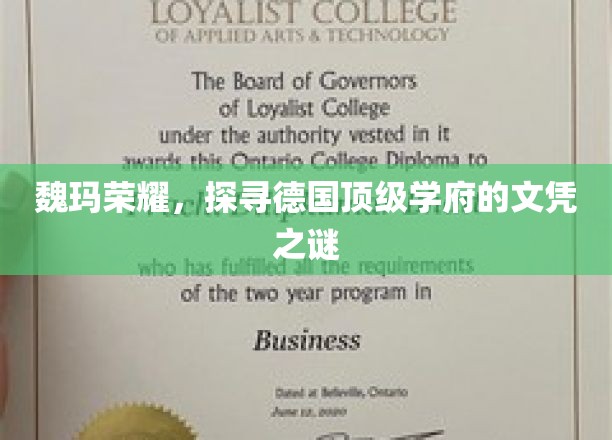 LOYALIST COLLEGE
OF APPLIED ARTS & TECHNOLOGY
The Board of Governors
of Loyalist College
under the authority vested in it
awards this Ontario College Diploma to
魏玛荣耀，探寻德国顶级学府的文凭
之谜
who has fulfilled all the requirements
of the two year program in
Business
Dated at Belleville, Ontario
June 12, 2020